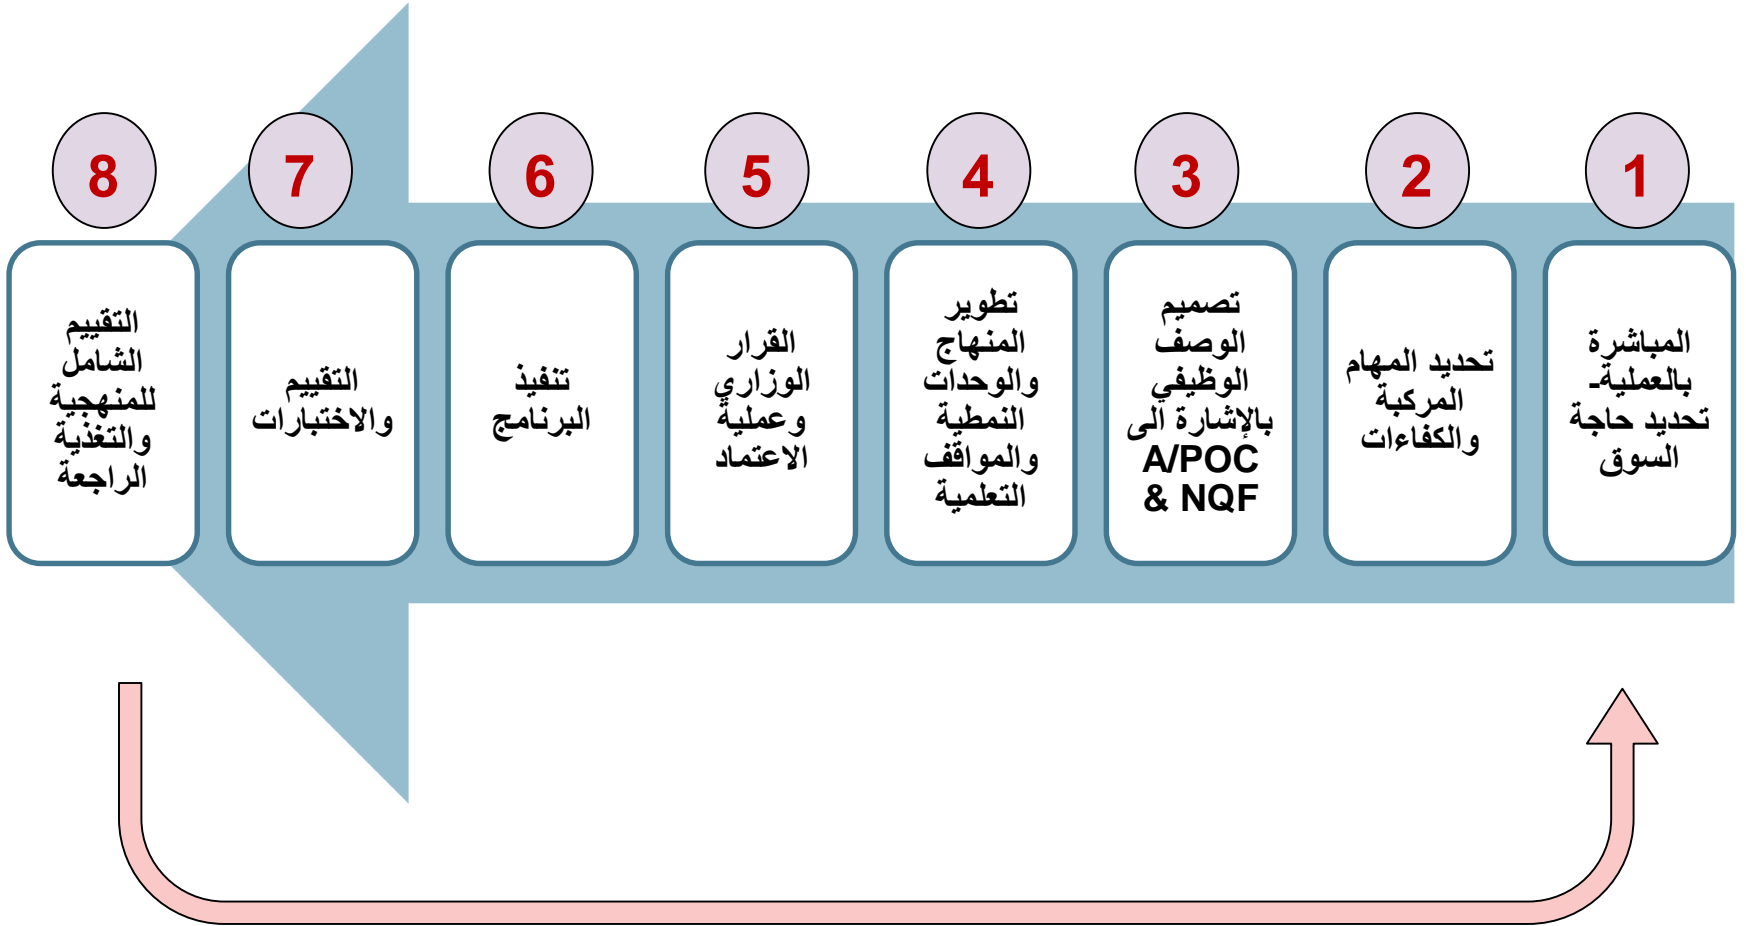 1
المباشرة
بالعملية-
تحديد حاجة
السوق
2
تحديد المهام
المركبة
والكفاءات
3
تصميم
الوصف
الوظيفي
بالإشارة الى
A/POC
& NQF
4
تطوير
المنهاج
والوحدات
النمطية
والمواقف
التعلمية
5
القرار
الوزاري
وعملية
الاعتماد
6
تنفيذ
البرنامج
7
التقييم
والاختبارات
8
التقييم
الشامل
للمنهجية
والتغذية
الراجعة